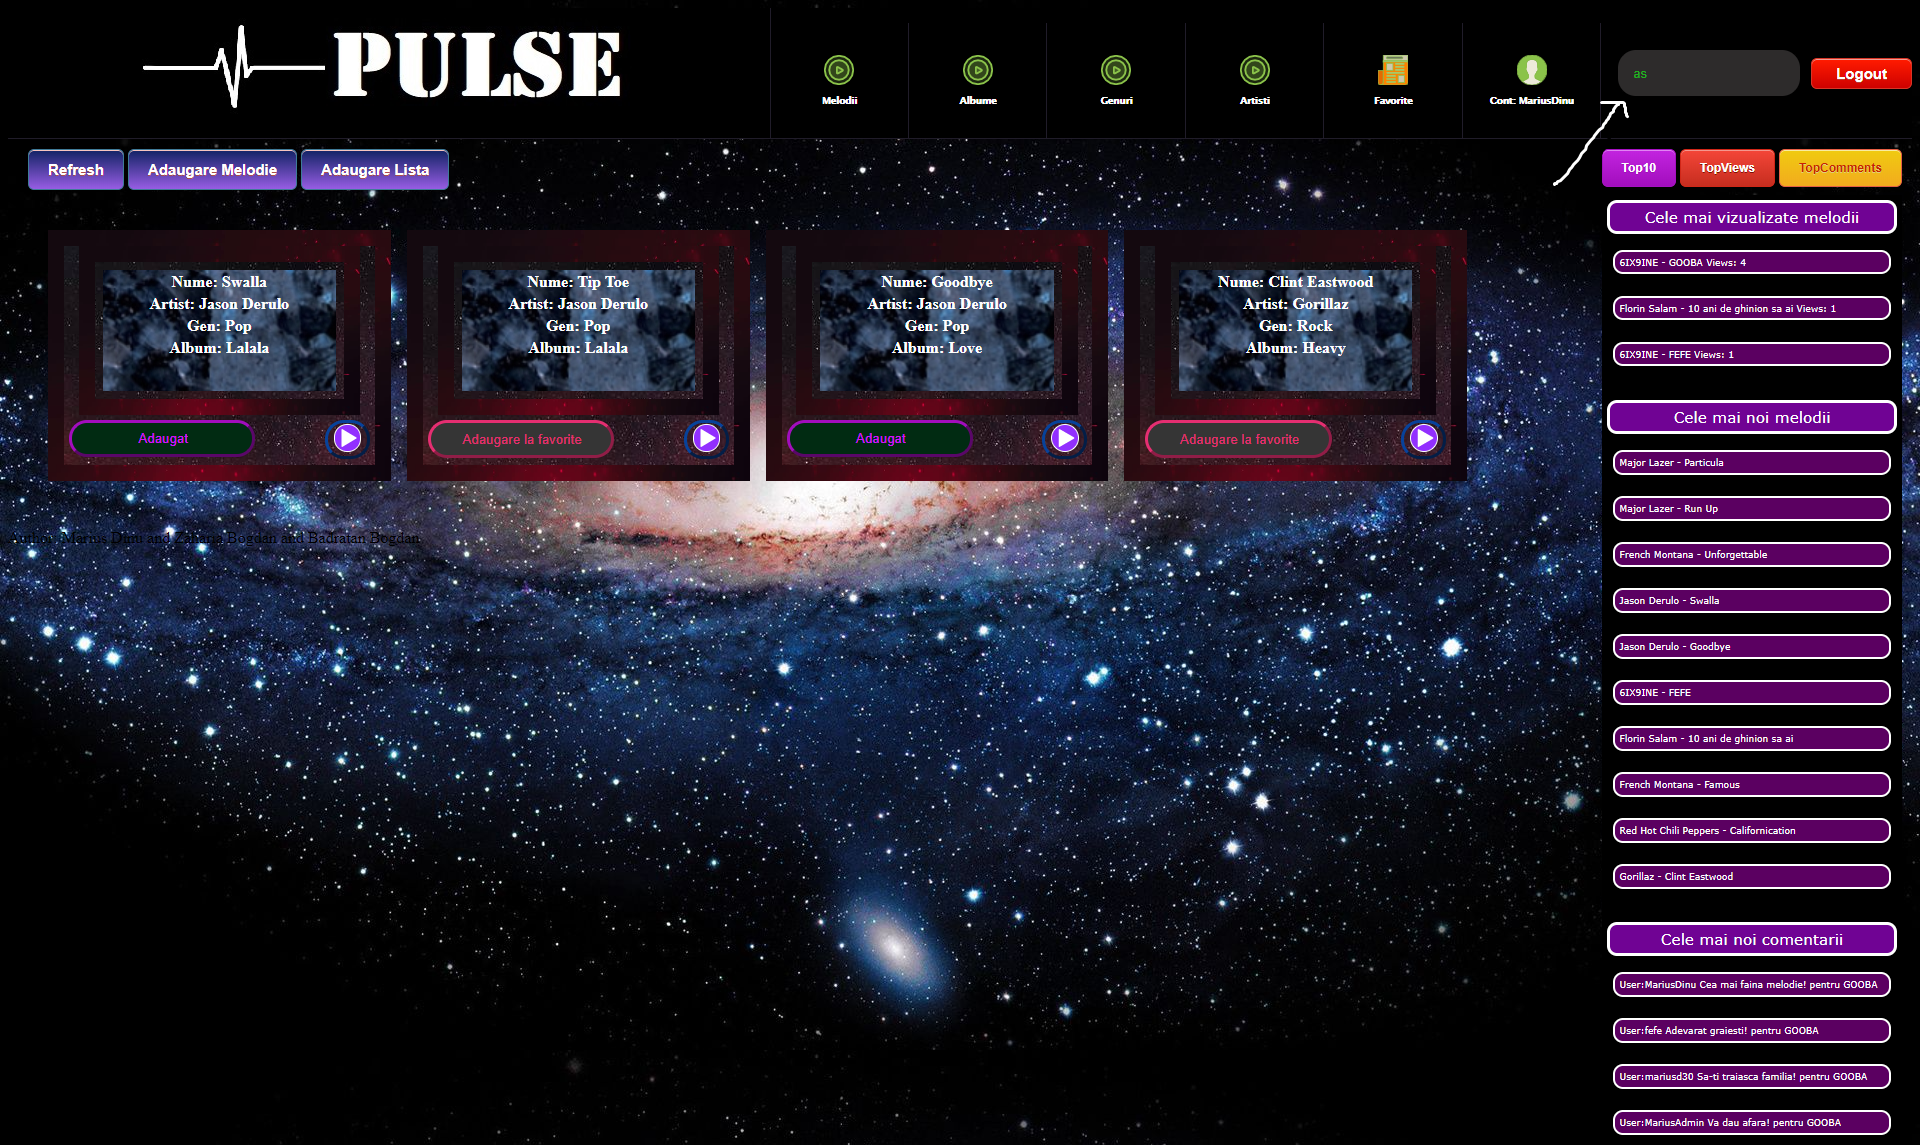 PULSE
Melodii
Albume
Genuri
Artisti
Favorite
Cont: MariusDinu
as
Logout
Refresh
Adaugare Melodie
Adaugare Lista
Top10
TopViews
TopComments
Nume: Swalla
Artist: Jason Derulo
Gen: Pop
Album: Lalala
Adaugat
Nume: Tip Toe
Artist: Jason Derulo
Gen: Pop
Album: Lalala
Adaugare la favorite
Nume: Goodbye
Artist: Jason Derulo
Gen: Pop
Album: Love
Adaugat
Nume: Clint Eastwood
Artist: Gorillaz
Gen: Rock
Album: Heavy
Adaugare la favorite
Marius Dinu and Zaharia Bogdan and Badratan Bogdan
Cele mai vizualizate melodii
6IX9INE - GOOBA Views: 4
Florin Salam - 10 ani de ghinion sa ai Views: 1
6IX9INE - FEFE Views: 1
Cele mai noi melodii
Major Lazer - Particula
Major Lazer - Run Up
French Montana - Unforgettable
Jason Derulo - Swalla
Jason Derulo - Goodbye
6IX9INE - FEFE
Florin Salam - 10 ani de ghinion sa ai
French Montana - Famous
Red Hot Chili Peppers - Californication
Gorillaz - Clint Eastwood
Cele mai noi comentarii
User:MariusDinu Cea mai faina melodie! pentru GOOBA
User:fefe Adevarat graiesti! pentru GOOBA
User:mariusd30 Sa-ti traiasca familia! pentru GOOBA
User:MariusAdmin Va dau afara! pentru GOOBA